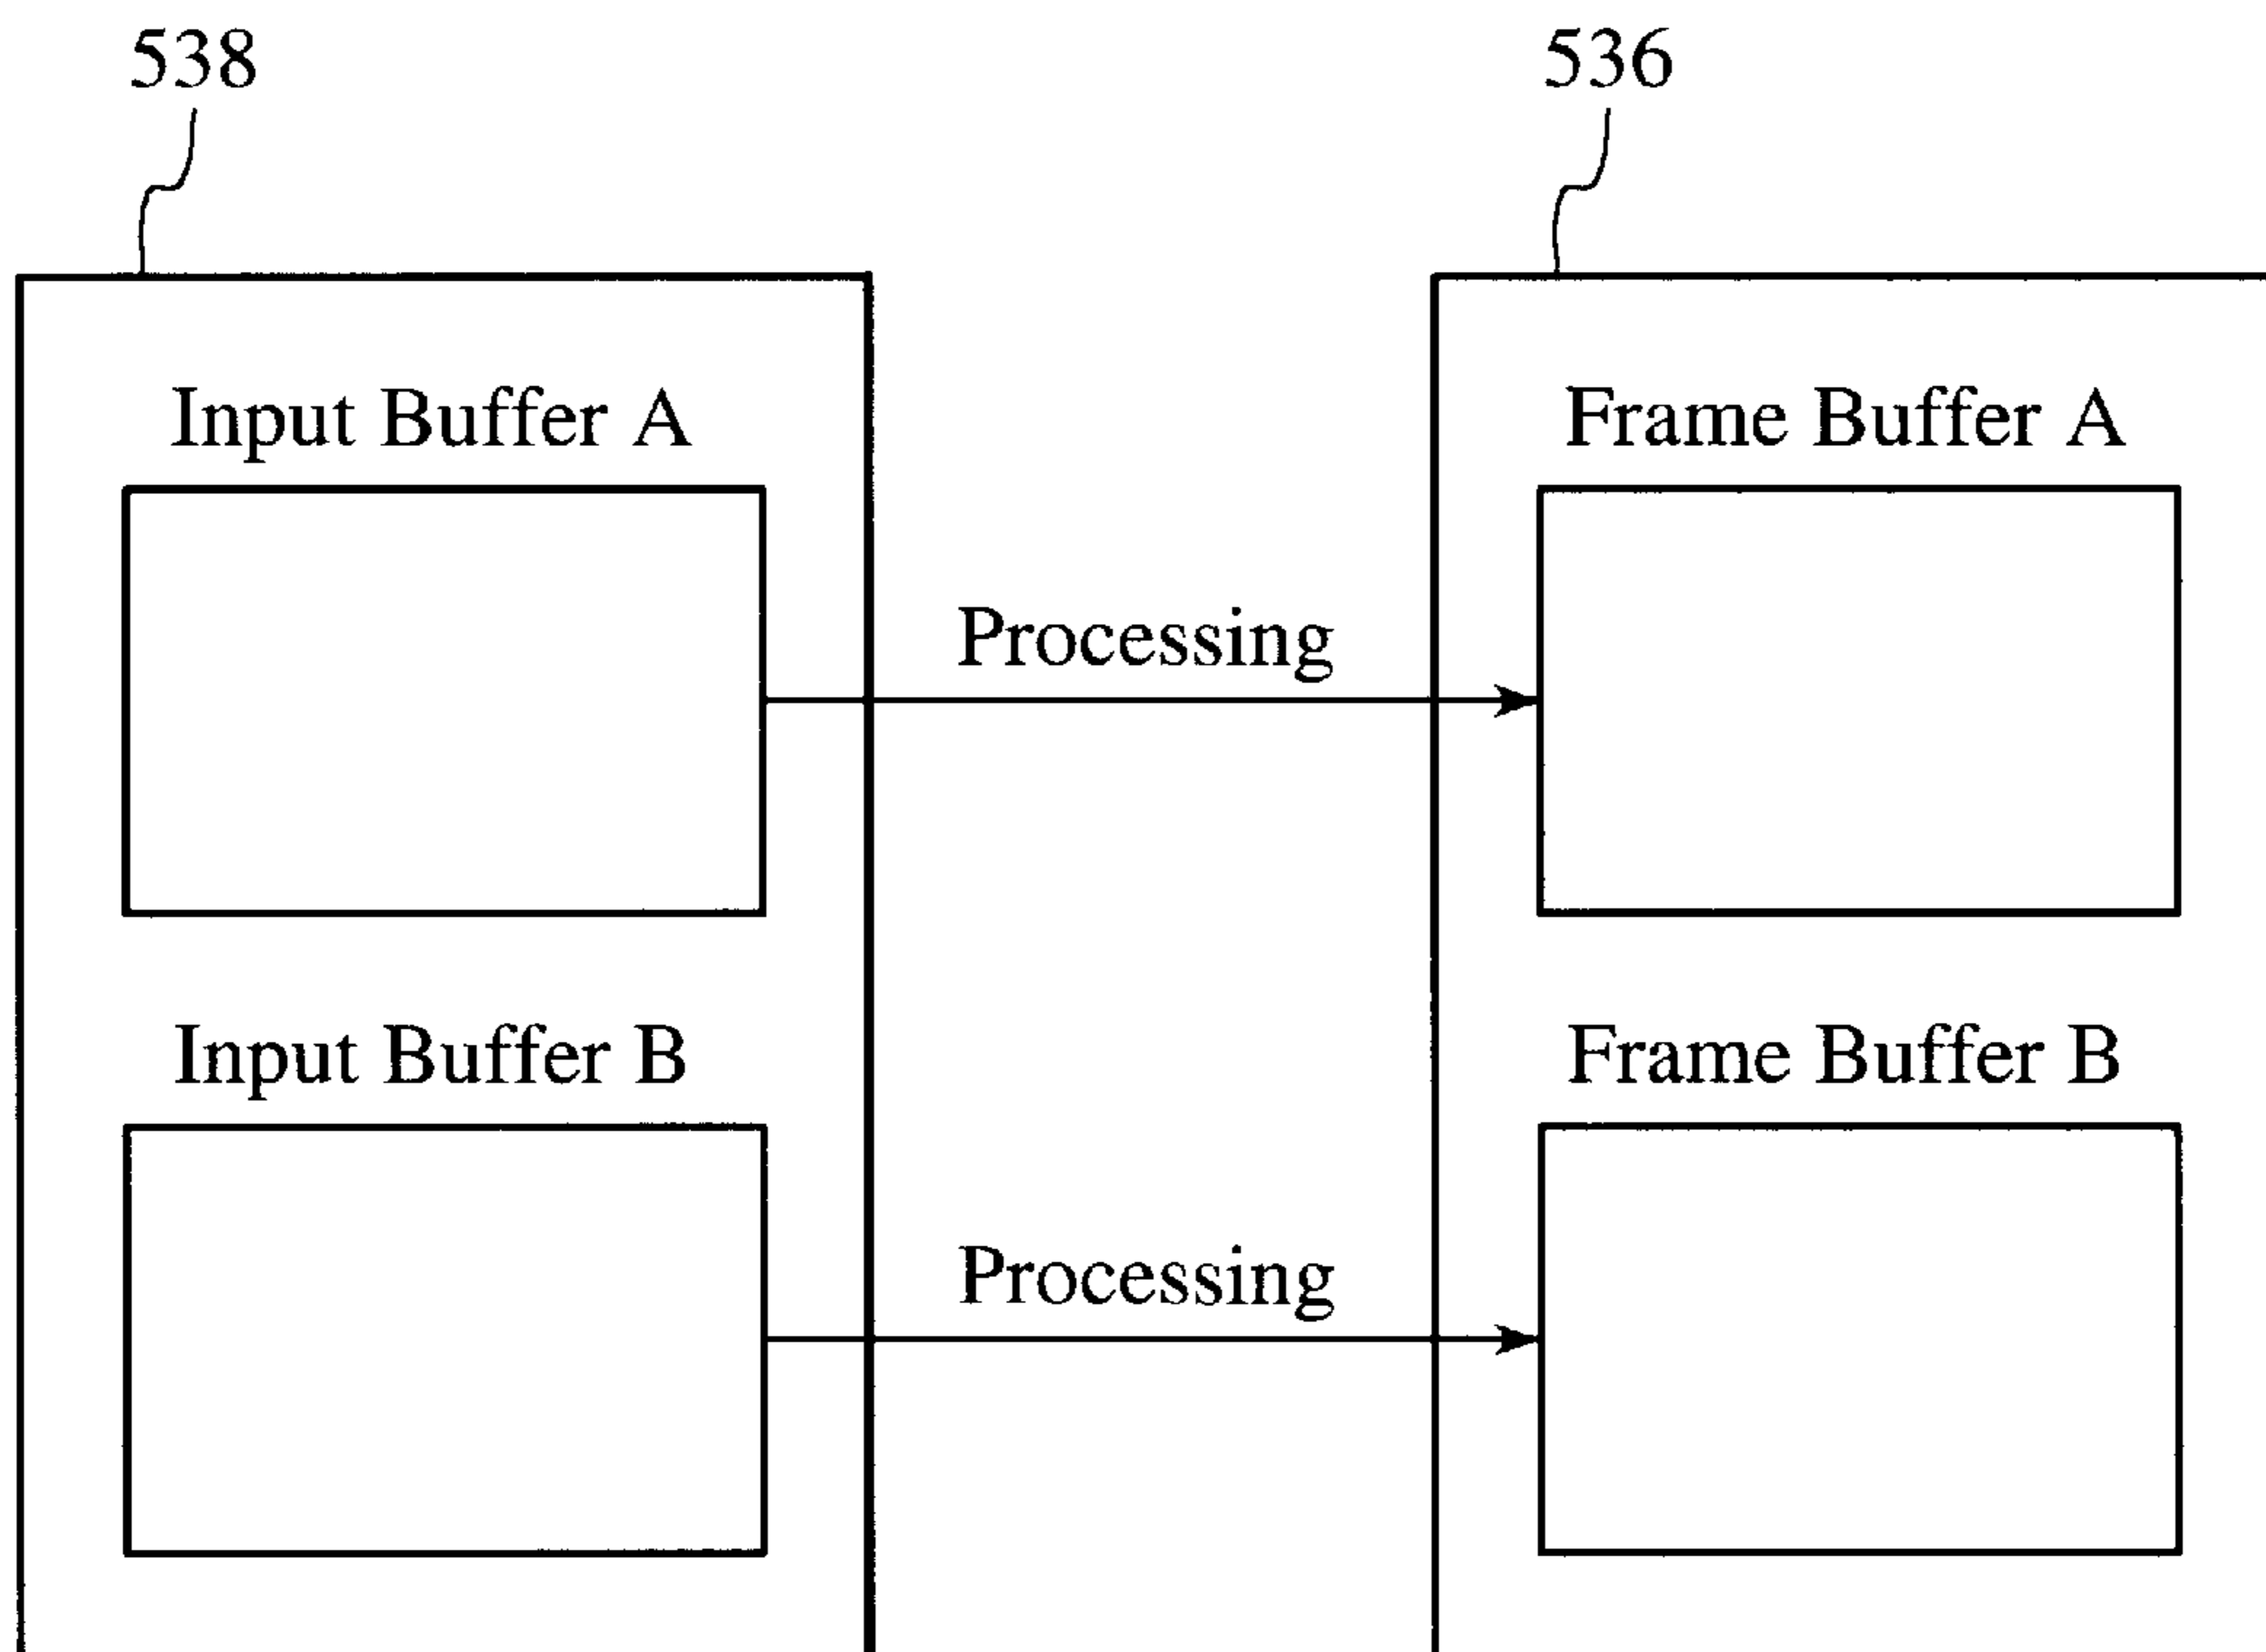 538
536
Input Buffer A
Frame Buffer A
Processing
Input Buffer B
Frame Buffer B
Processing